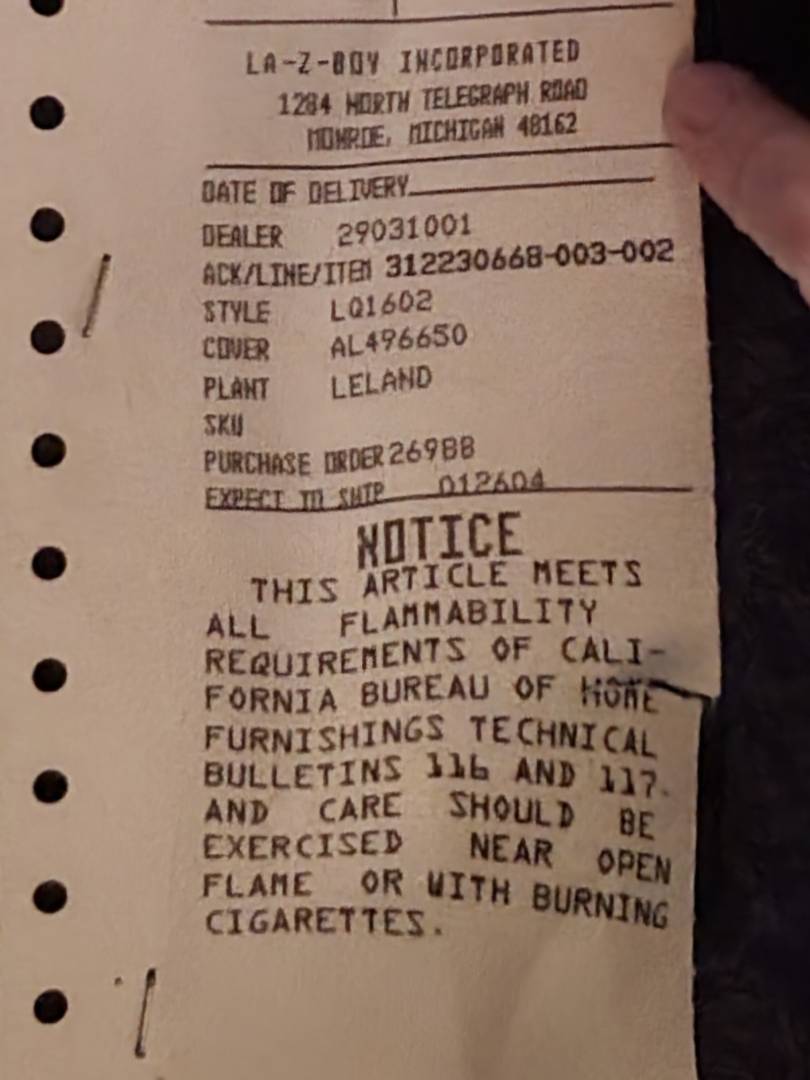 LA-Z-BOY INCORPORATED
1284 NORTH TELEGRAPH ROAD
MONROE, MICHIGAN 48162
DATE OF DELIVERY
DEALER 29031001
ACK/LINE/ITEM 312230668-003-002
STYLE LQ1602
COVER AL496650
PLANT LELAND
SKU
PURCHASE ORDER 26988
EXPECT TO SHIP 012604
NOTICE
THIS ARTICLE MEETS
ALL FLAMMABILITY
REQUIREMENTS OF CALI-
FORNIA BUREAU OF HOME
FURNISHINGS TECHNICAL
BULLETINS 116 AND 117.
AND CARE SHOULD BE
EXERCISED NEAR OPEN
FLAME OR WITH BURNING
CIGARETTES.